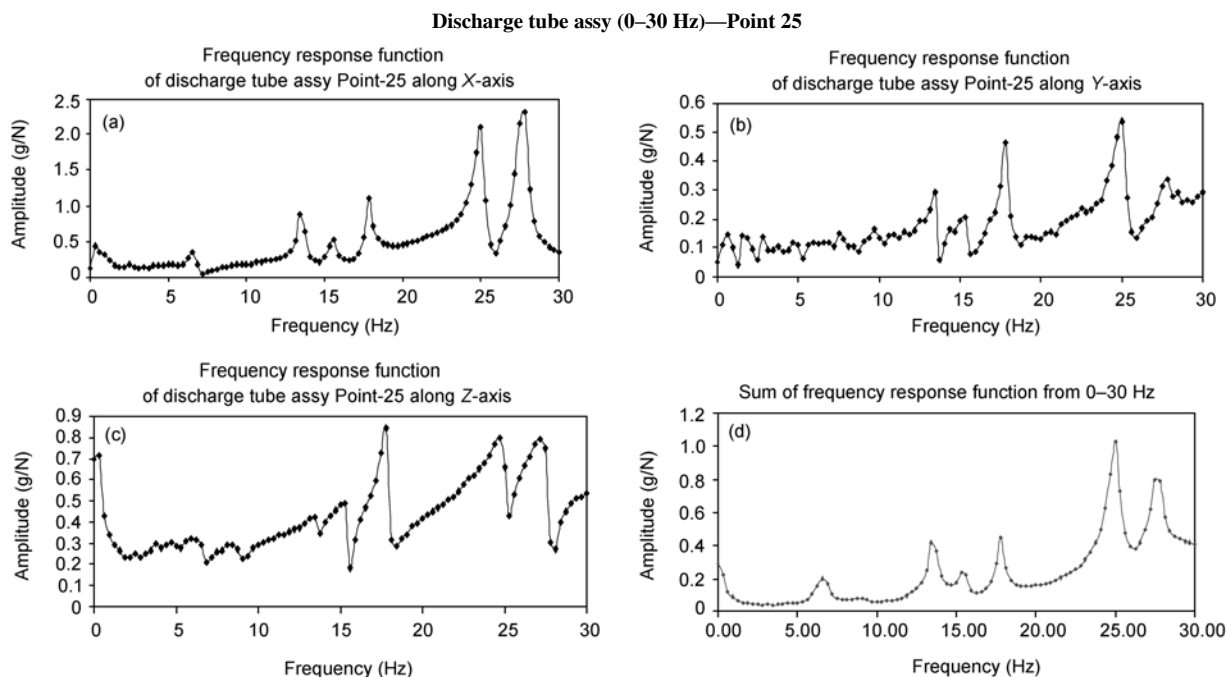 Discharge tube assy (0–30 Hz)—Point 25
Frequency response function
of discharge tube assy Point-25 along X-axis
(a)
Amplitude (g/N)
2.5
2.0
1.5
1.0
0.5
0
0 5 10 15 20 25 30
Frequency (Hz)
Frequency response function
of discharge tube assy Point-25 along Y-axis
(b)
Amplitude (g/N)
0.6
0.5
0.4
0.3
0.2
0.1
0
0 5 10 15 20 25 30
Frequency (Hz)
Frequency response function
of discharge tube assy Point-25 along Z-axis
(c)
Amplitude (g/N)
0.9
0.8
0.7
0.6
0.5
0.4
0.3
0.2
0.1
0
0 5 10 15 20 25 30
Frequency (Hz)
Sum of frequency response function from 0–30 Hz
(d)
Amplitude (g/N)
1.2
1.0
0.8
0.6
0.4
0.2
0
0.00 5.00 10.00 15.00 20.00 25.00 30.00
Frequency (Hz)